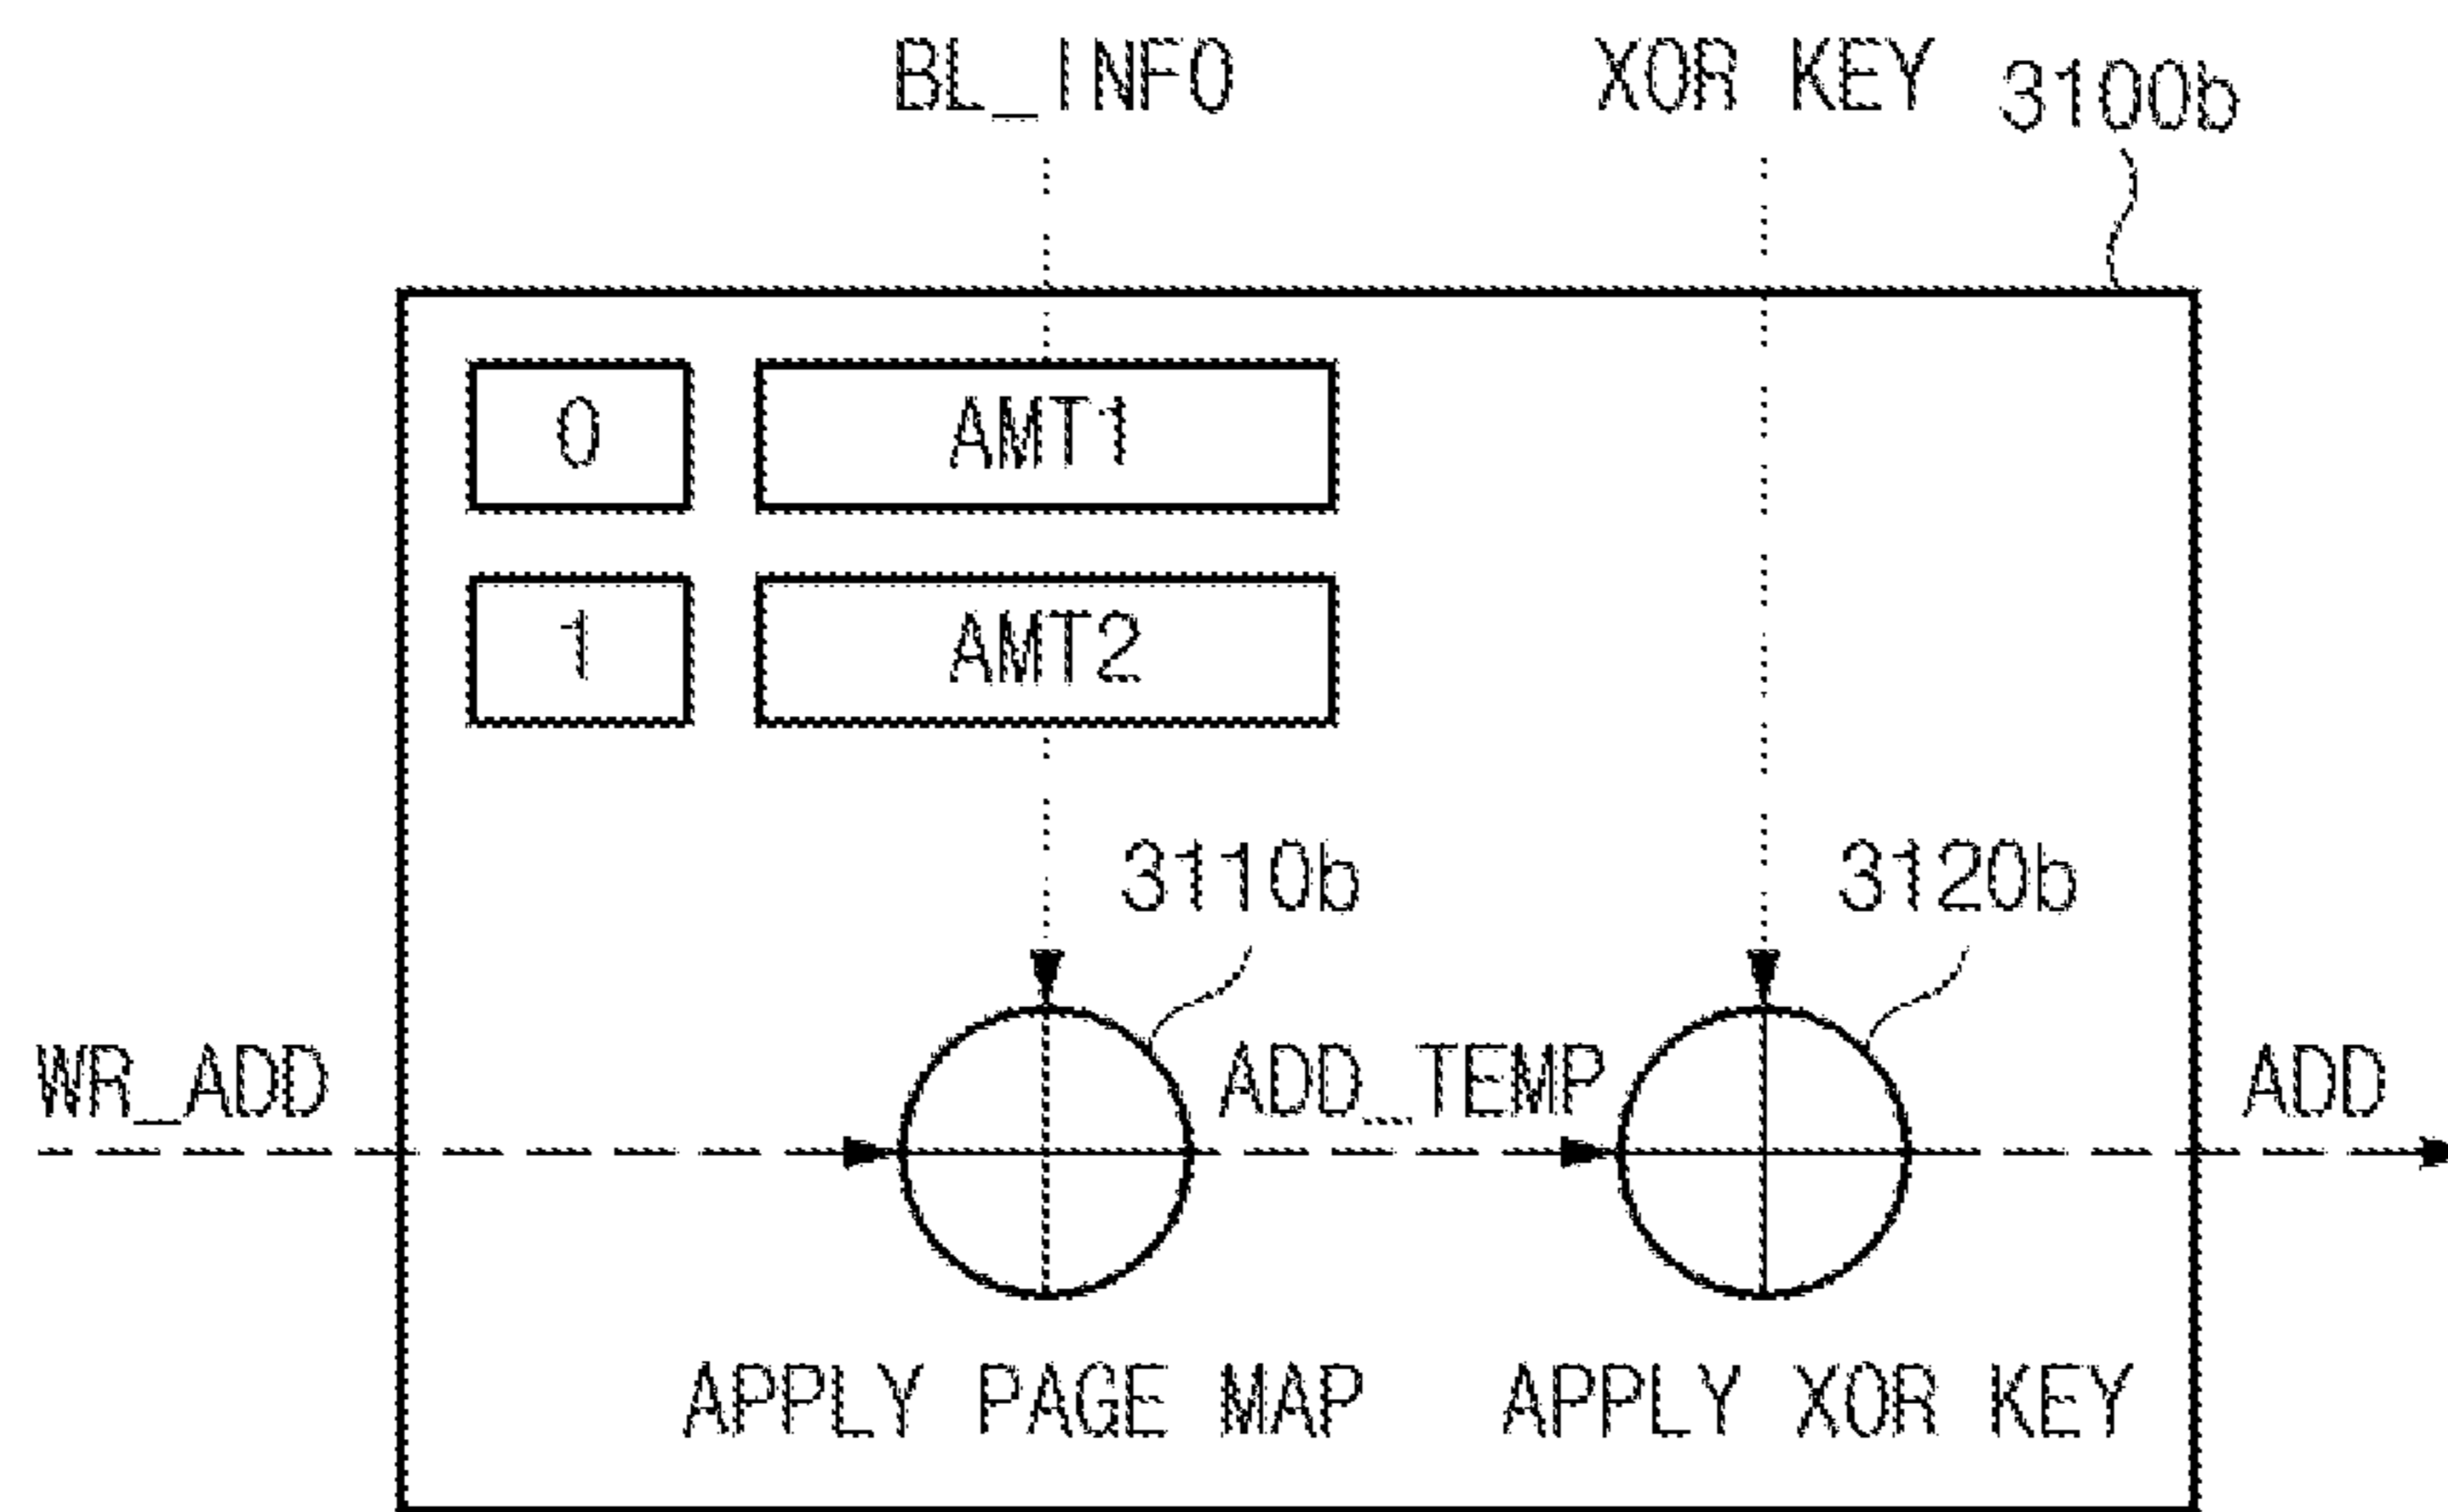 BL_INFO
XOR KEY
3100b
0
AMT1
1
AMT2
3110b
3120b
WR_ADD
ADD_TEMP
ADD
APPLY PAGE MAP
APPLY XOR KEY